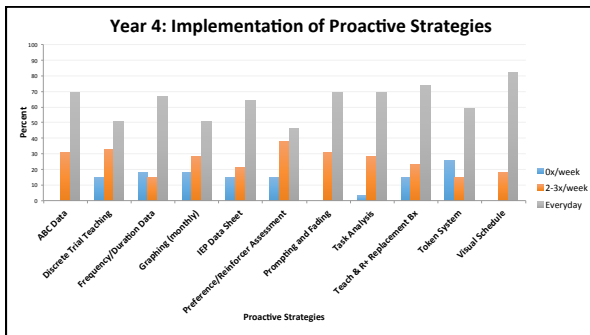 Year 4: Implementation of Proactive Strategies
100
90
80
70
60
50
40
30
20
10
0
Percent
ABC Data
Discrete Trial Teaching
Frequency/Duration Data
Graphing (monthly)
IEP Data Sheet
Preference/Reinforcer Assessment
Prompting and Fading
Task Analysis
Teach & R+ Replacement Bx
Token System
Visual Schedule
Proactive Strategies
0x/week
2-3x/week
Everyday